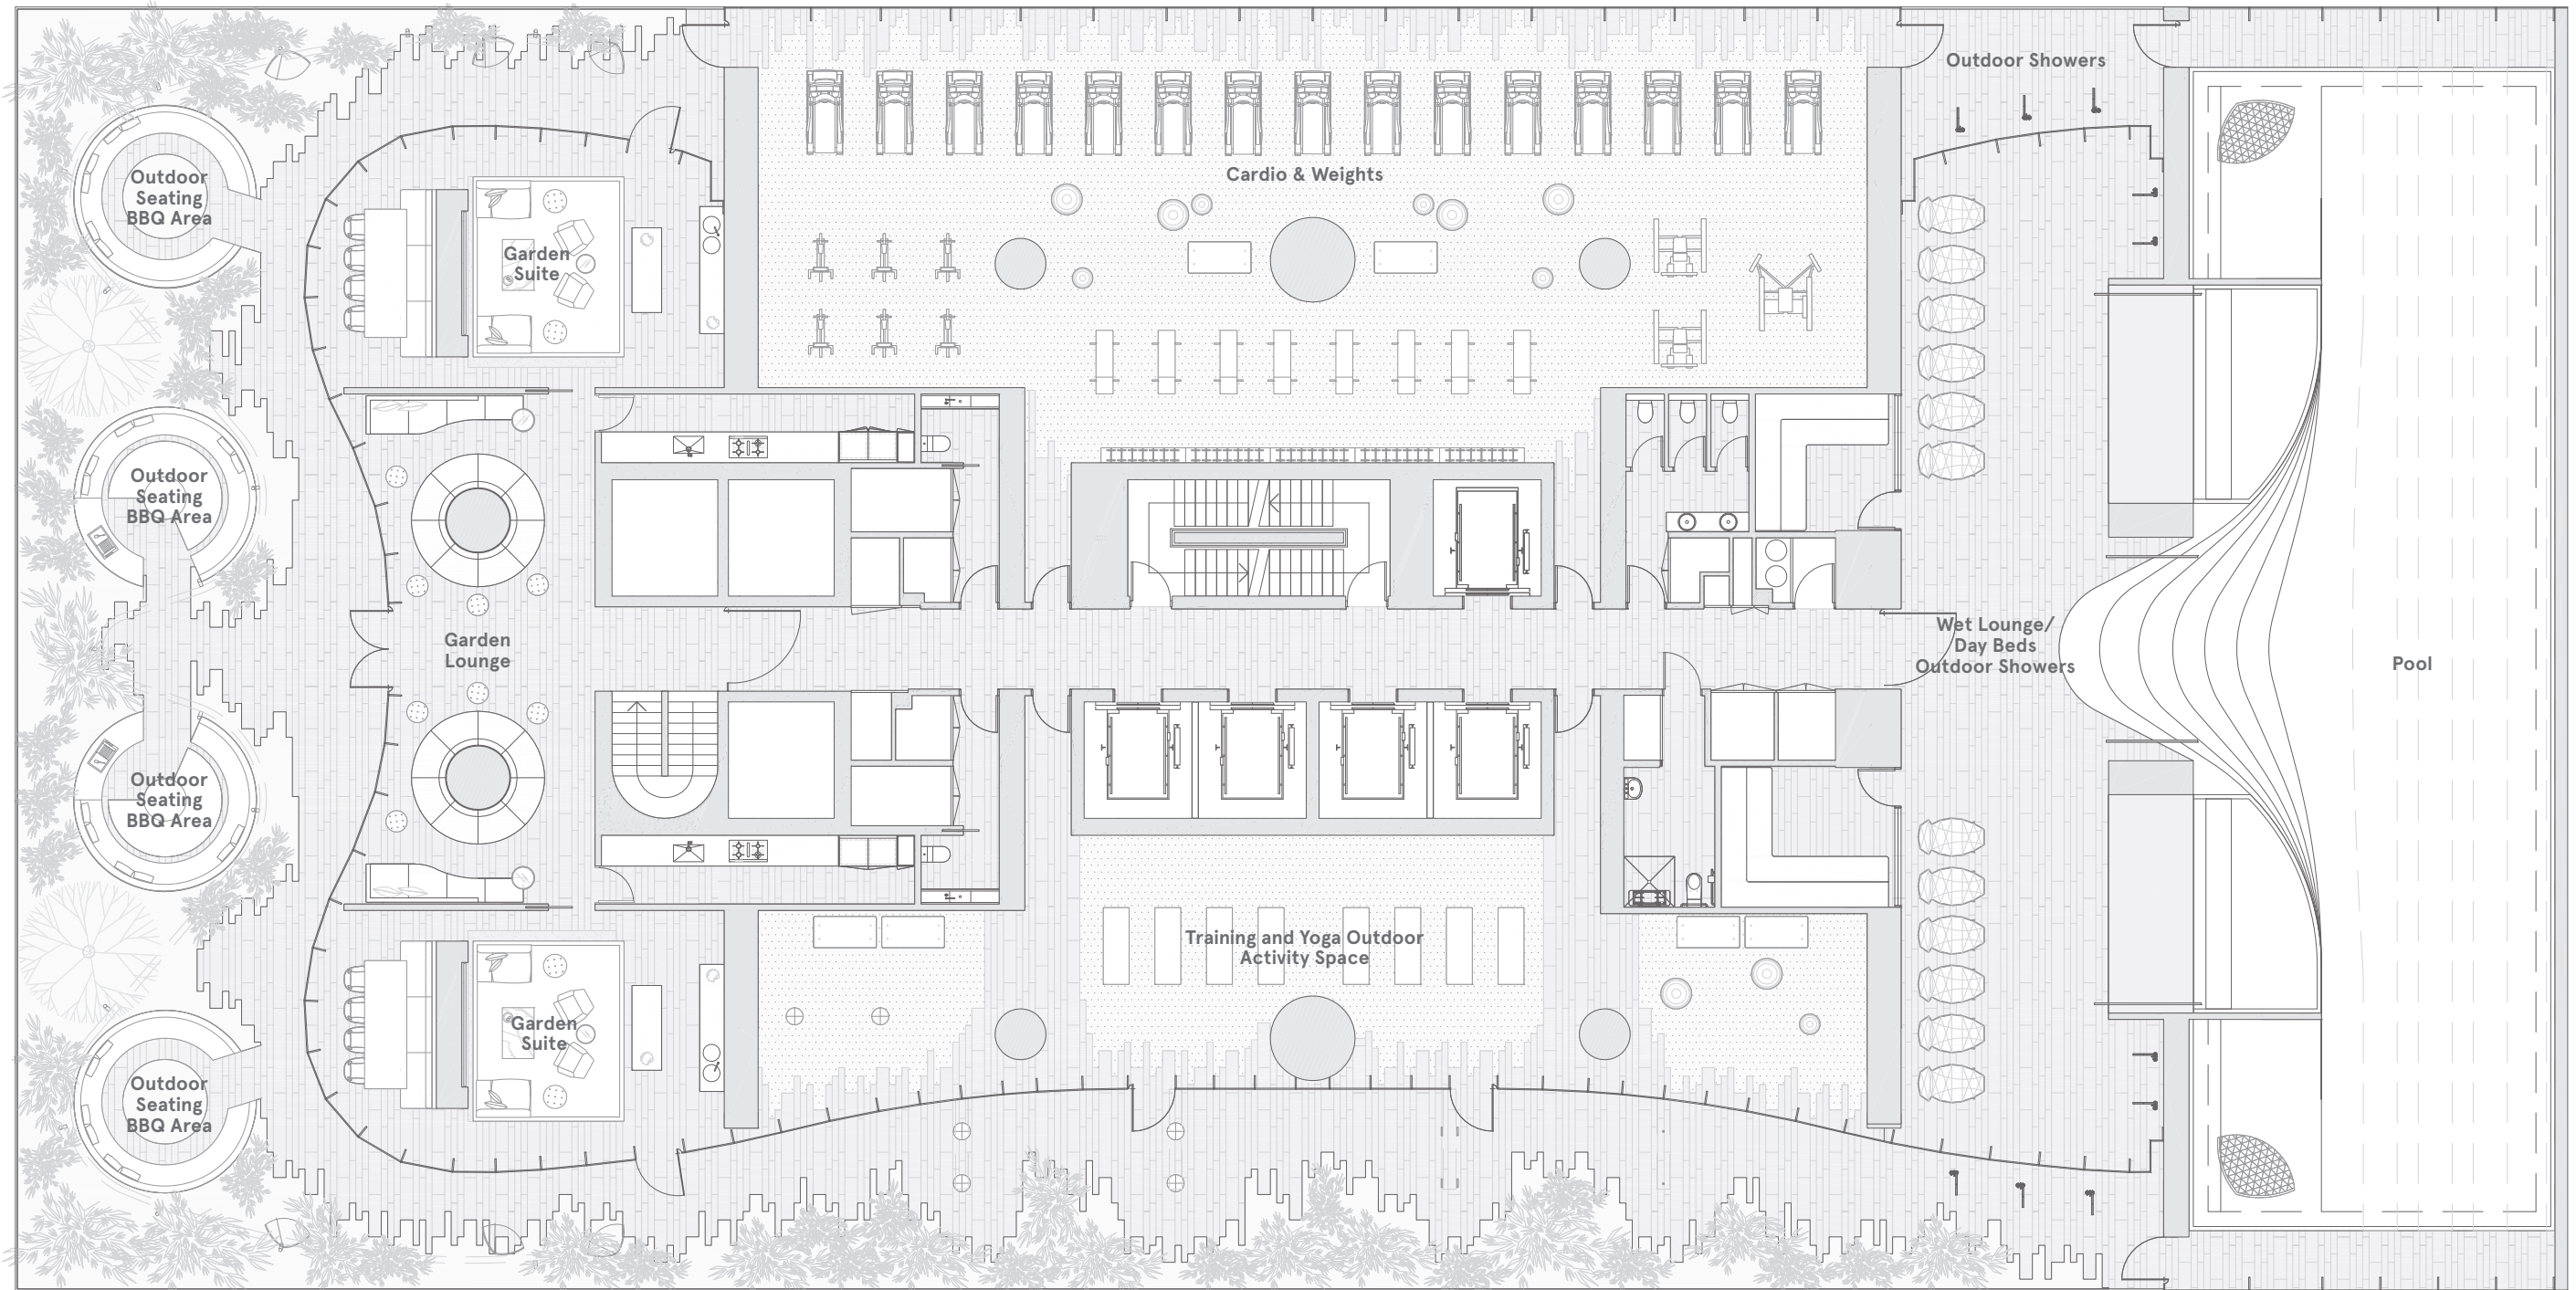 Outdoor Showers
Cardio & Weights
Outdoor
Seating
BBQ Area
Garden
Suite
Outdoor
Seating
BBQ Area
Garden
Lounge
Wet Lounge/
Day Beds
Outdoor Showers
Pool
Outdoor
Seating
BBQ Area
Training and Yoga Outdoor
Activity Space
Garden
Suite
Outdoor
Seating
BBQ Area